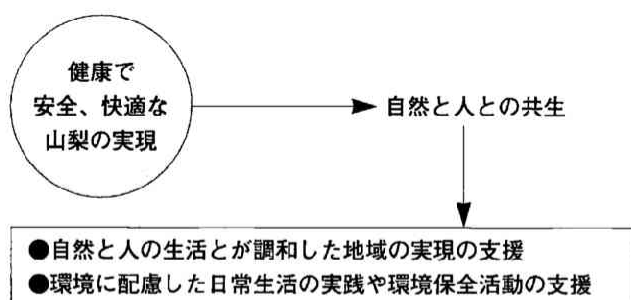 健康で
安全、快適な
山梨の実現
自然と人との共生
●自然と人の生活とが調和した地域の実現の支援
●環境に配慮した日常生活の実践や環境保全活動の支援